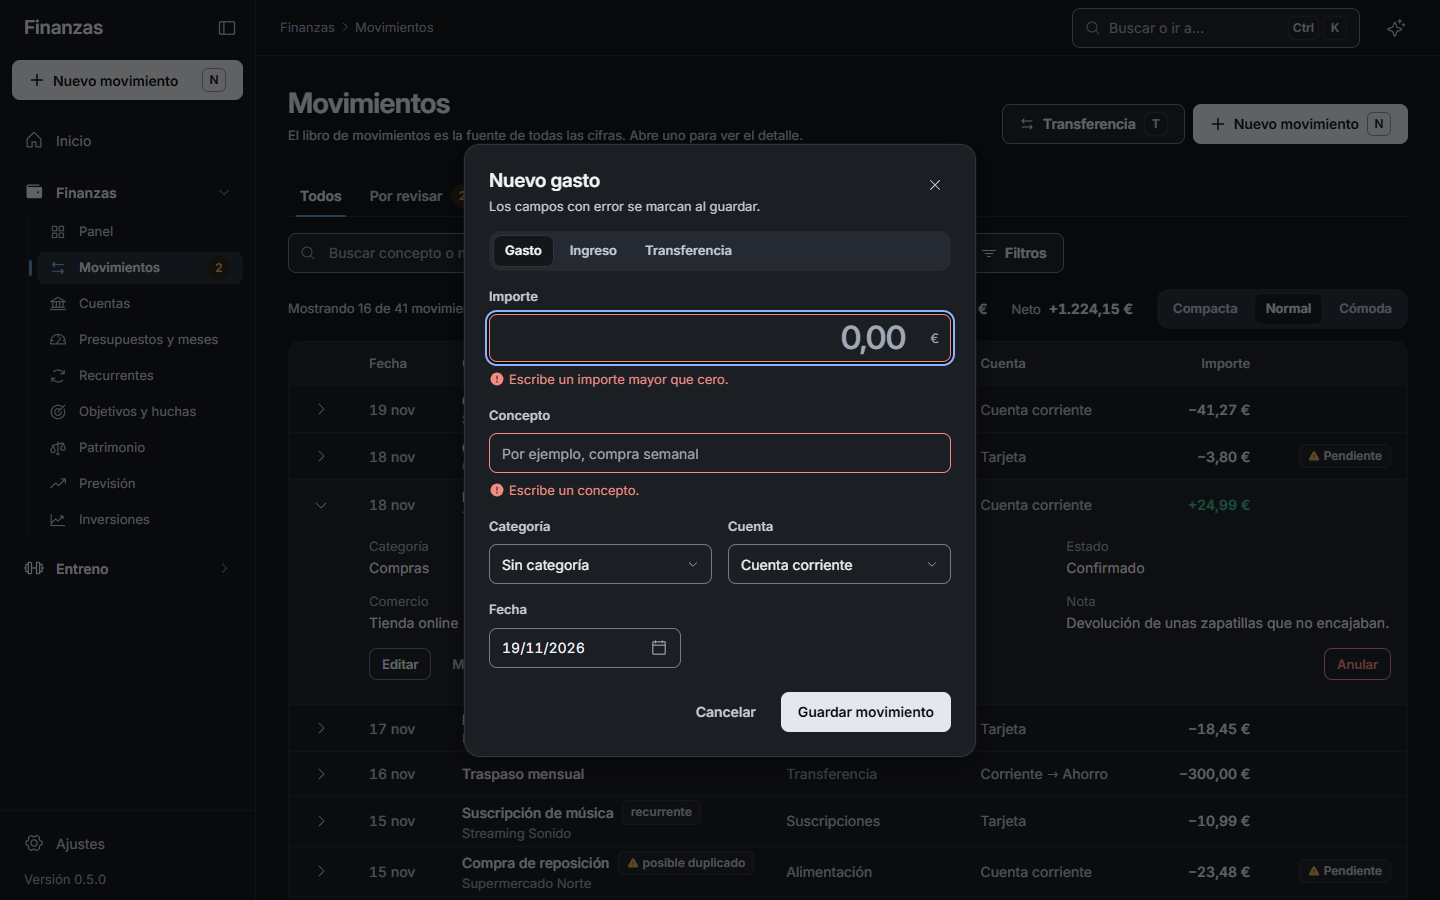 Finanzas
Nuevo movimiento N
Inicio
Finanzas
Panel
Movimientos 2
Cuentas
Presupuestos y meses
Recurrentes
Objetivos y huchas
Patrimonio
Previsión
Inversiones
Entreno
Ajustes
Versión 0.5.0
Finanzas > Movimientos
Buscar o ir a... Ctrl K
Movimientos
El libro de movimientos es la fuente de todas las cifras. Abre uno para ver el detalle.
Transferencia T
Nuevo movimiento N
Todos Por revisar
Buscar concepto o
Filtros
Mostrando 16 de 41
€ Neto +1.224,15 €
Compacta Normal Cómoda
Fecha Cuenta Importe
19 nov Cuenta corriente −41,27 €
18 nov Tarjeta −3,80 € Pendiente
18 nov Cuenta corriente +24,99 €
Categoría
Compras
Estado
Confirmado
Comercio
Tienda online
Nota
Devolución de unas zapatillas que no encajaban.
Editar
Anular
17 nov Tarjeta −18,45 €
16 nov Traspaso mensual Transferencia Corriente → Ahorro −300,00 €
15 nov Suscripción de música recurrente Suscripciones Tarjeta −10,99 €
Streaming Sonido
15 nov Compra de reposición posible duplicado Alimentación Cuenta corriente −23,48 € Pendiente
Supermercado Norte
Nuevo gasto
Los campos con error se marcan al guardar.
Gasto Ingreso Transferencia
Importe
0,00 €
Escribe un importe mayor que cero.
Concepto
Por ejemplo, compra semanal
Escribe un concepto.
Categoría Cuenta
Sin categoría Cuenta corriente
Fecha
19/11/2026
Cancelar Guardar movimiento